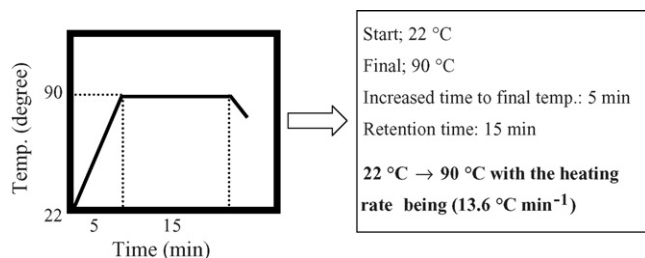 Temp. (degree)
90
22
5
15
Time (min)
Start; 22 °C
Final; 90 °C
Increased time to final temp.: 5 min
Retention time: 15 min
22 °C → 90 °C with the heating
rate being (13.6 °C min⁻¹)